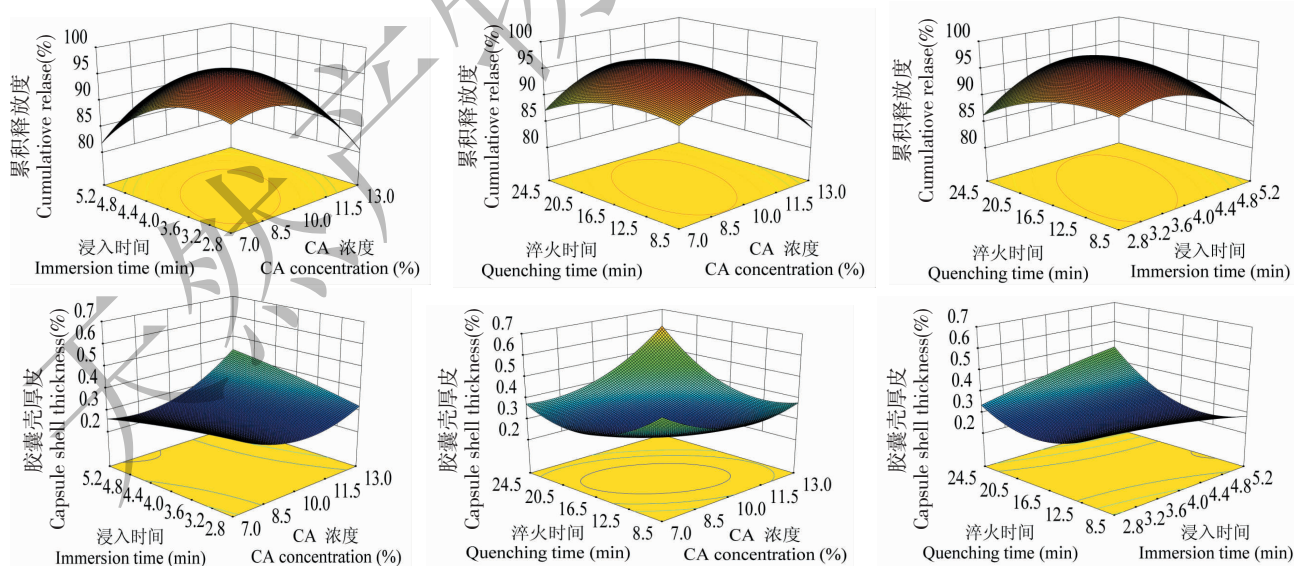 100
95
90
85
80
累积释放度
Cumulatiove relase(%)
5.2
4.8
4.4
4.0
3.6
3.2
2.8
7.0
8.5
10.0
11.5
13.0
浸入时间
Immersion time (min)
CA 浓度
CA concentration (%)
100
95
90
85
80
累积释放度
Cumulatiove relase(%)
24.5
20.5
16.5
12.5
8.5
7.0
8.5
10.0
11.5
13.0
淬火时间
Quenching time (min)
CA 浓度
CA concentration (%)
100
95
90
85
80
累积释放度
Cumulatiove relase(%)
24.5
20.5
16.5
12.5
8.5
2.8
3.2
3.6
4.0
4.4
4.8
5.2
淬火时间
Quenching time (min)
浸入时间
Immersion time (min)
0.7
0.6
0.5
0.4
0.3
0.2
胶囊壳厚皮
Capsule shell thickness(%)
5.2
4.8
4.4
4.0
3.6
3.2
2.8
7.0
8.5
10.0
11.5
13.0
浸入时间
Immersion time (min)
CA 浓度
CA concentration (%)
0.7
0.6
0.5
0.4
0.3
0.2
胶囊壳厚皮
Capsule shell thickness(%)
24.5
20.5
16.5
12.5
8.5
7.0
8.5
10.0
11.5
13.0
淬火时间
Quenching time (min)
CA 浓度
CA concentration (%)
0.7
0.6
0.5
0.4
0.3
0.2
胶囊壳厚皮
Capsule shell thickness(%)
24.5
20.5
16.5
12.5
8.5
2.8
3.2
3.6
4.0
4.4
4.8
5.2
淬火时间
Quenching time (min)
浸入时间
Immersion time (min)
天然产